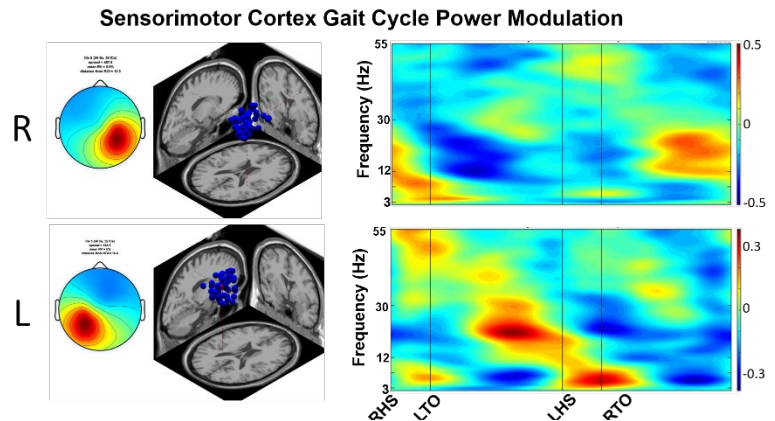 Sensorimotor Cortex Gait Cycle Power Modulation
R
Frequency (Hz)
55
30
12
3
0.5
0
-0.5
L
Frequency (Hz)
55
30
12
3
0.3
0
-0.3
RHS
LTO
LHS
RTO